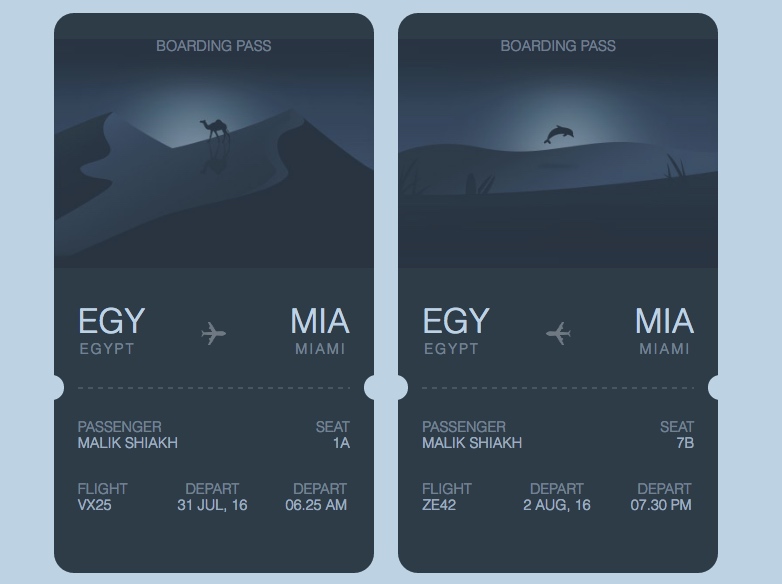 BOARDING PASS
EGY MIA
EGYPT MIAMI
PASSENGER SEAT
MALIK SHIAKH 1A
FLIGHT DEPART DEPART
VX25 31 JUL, 16 06.25 AM
BOARDING PASS
EGY MIA
EGYPT MIAMI
PASSENGER SEAT
MALIK SHIAKH 7B
FLIGHT DEPART DEPART
ZE42 2 AUG, 16 07.30 PM